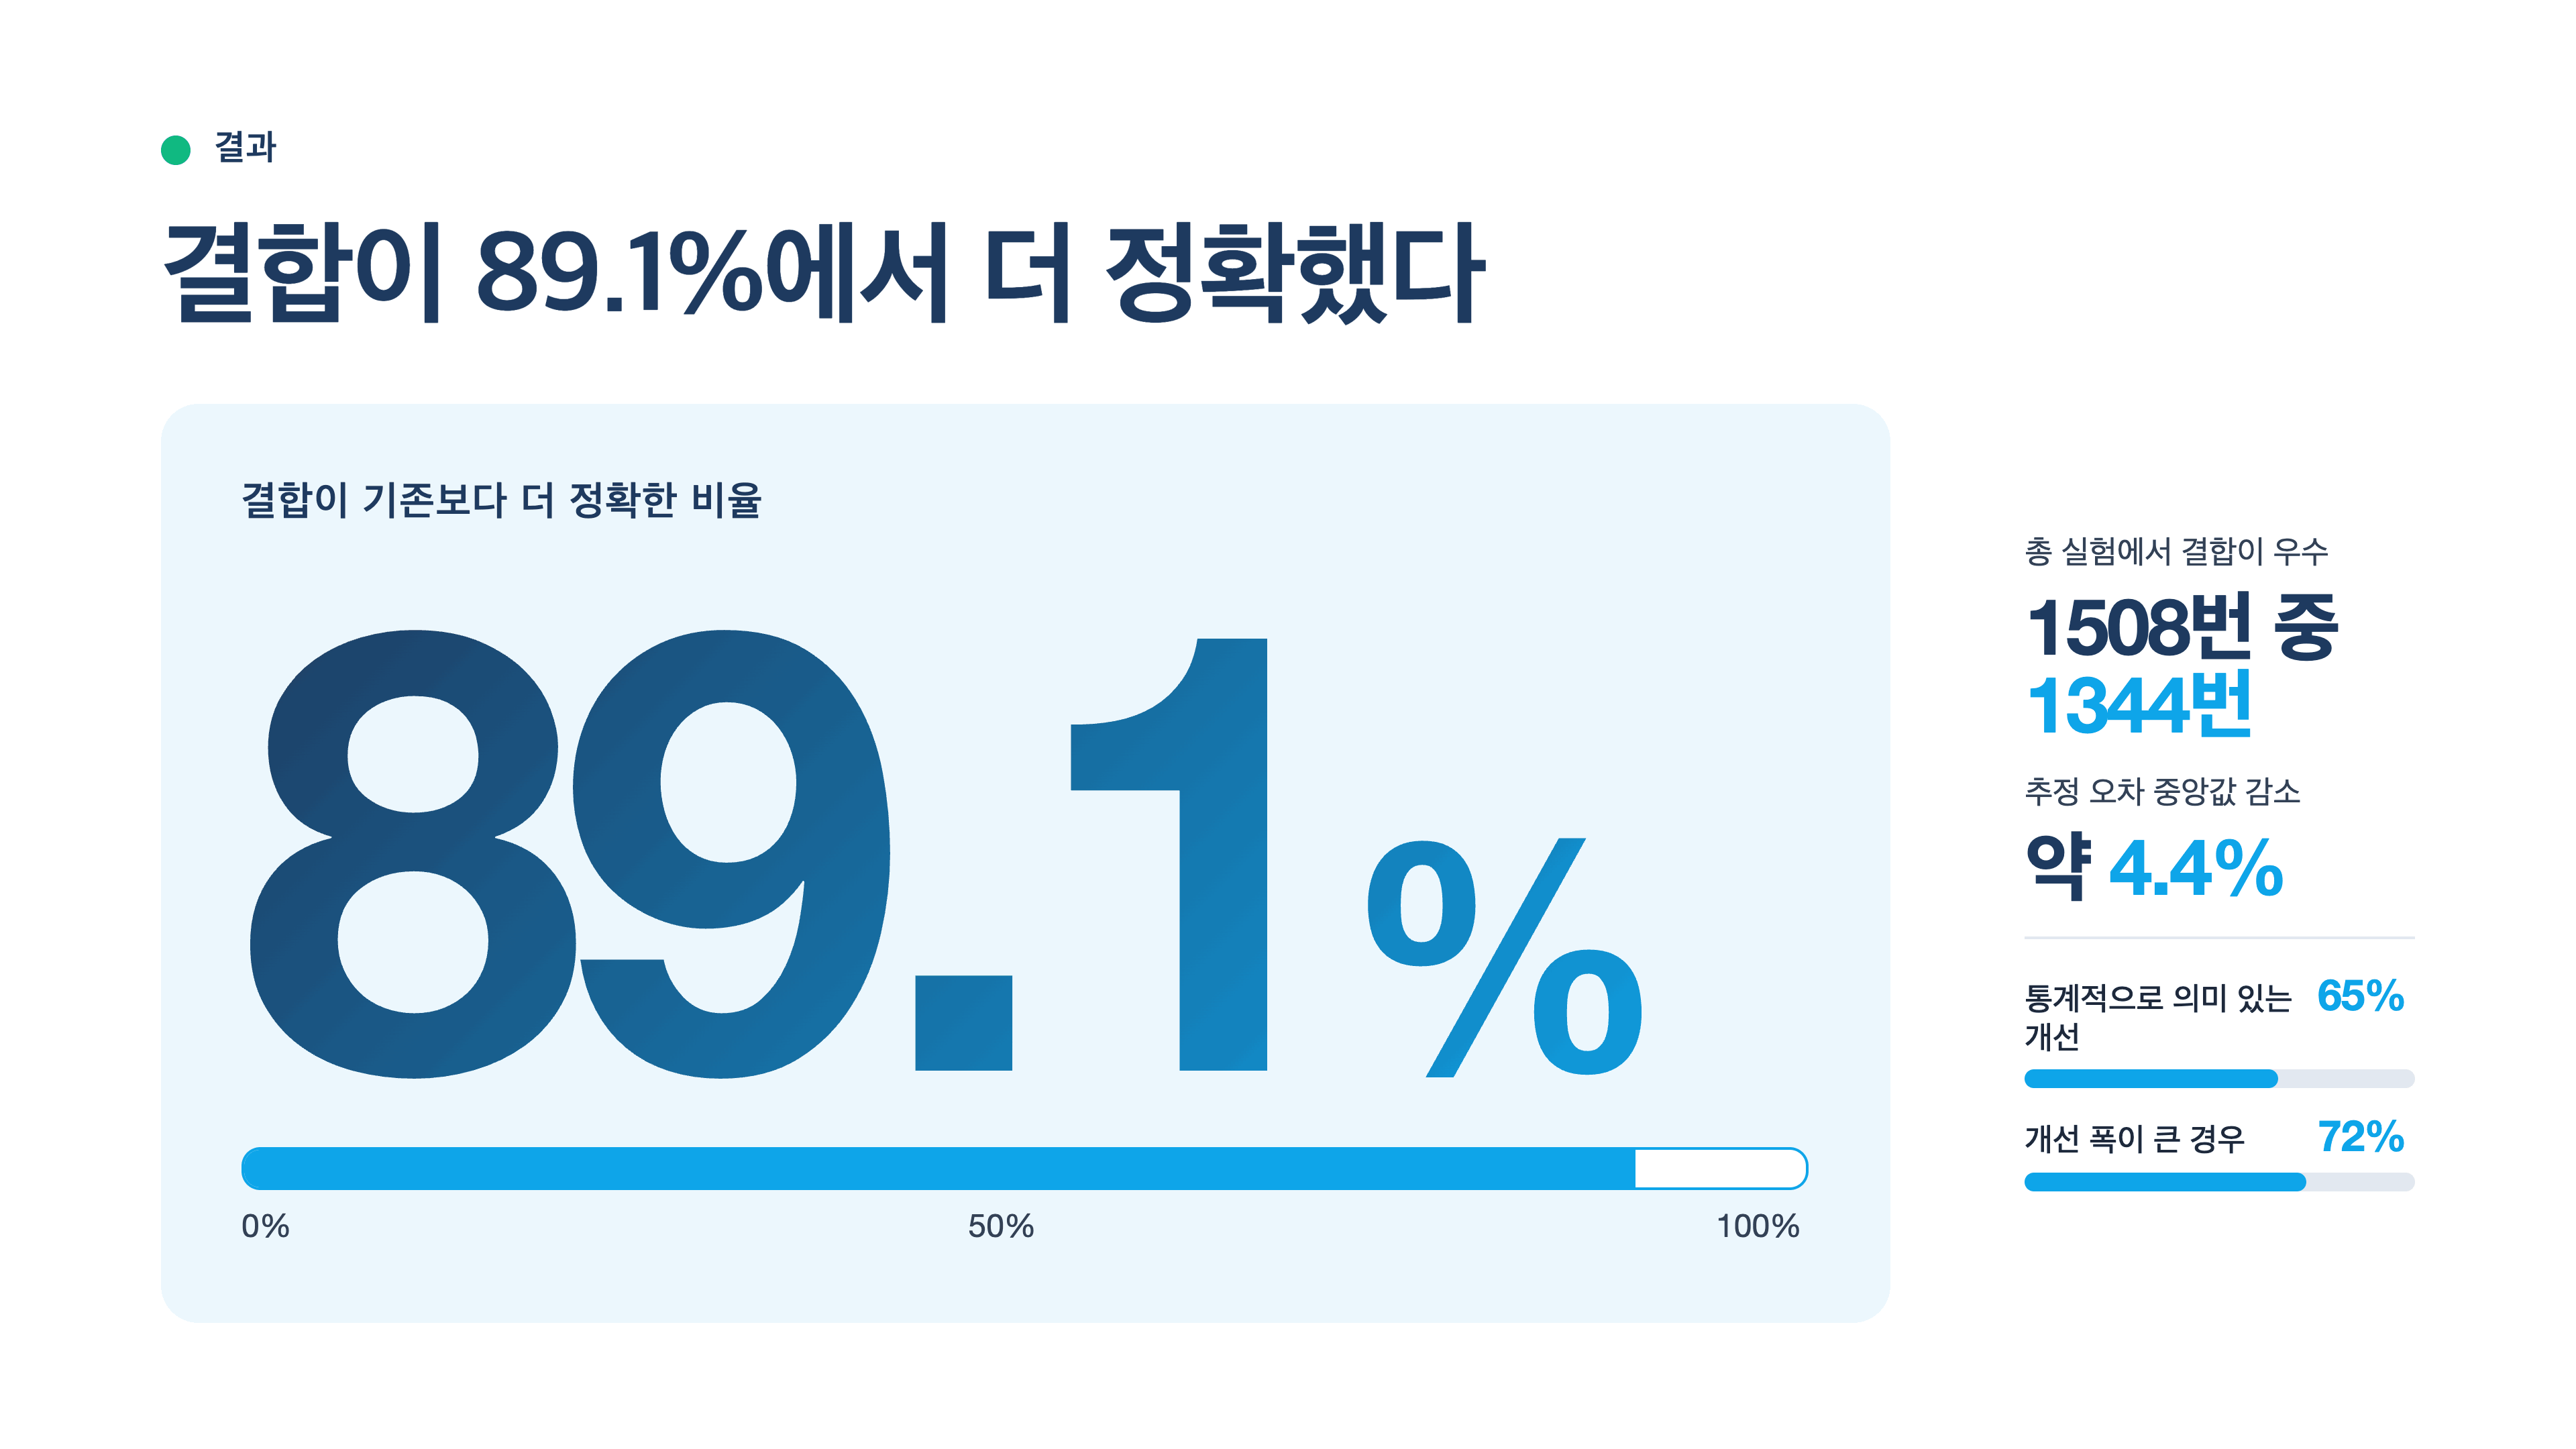 결과
결합이 89.1%에서 더 정확했다
결합이 기존보다 더 정확한 비율
89.1%
0% 50% 100%
총 실험에서 결합이 우수
1508번 중
1344번
추정 오차 중앙값 감소
약 4.4%
통계적으로 의미 있는 65%
개선
개선 폭이 큰 경우 72%